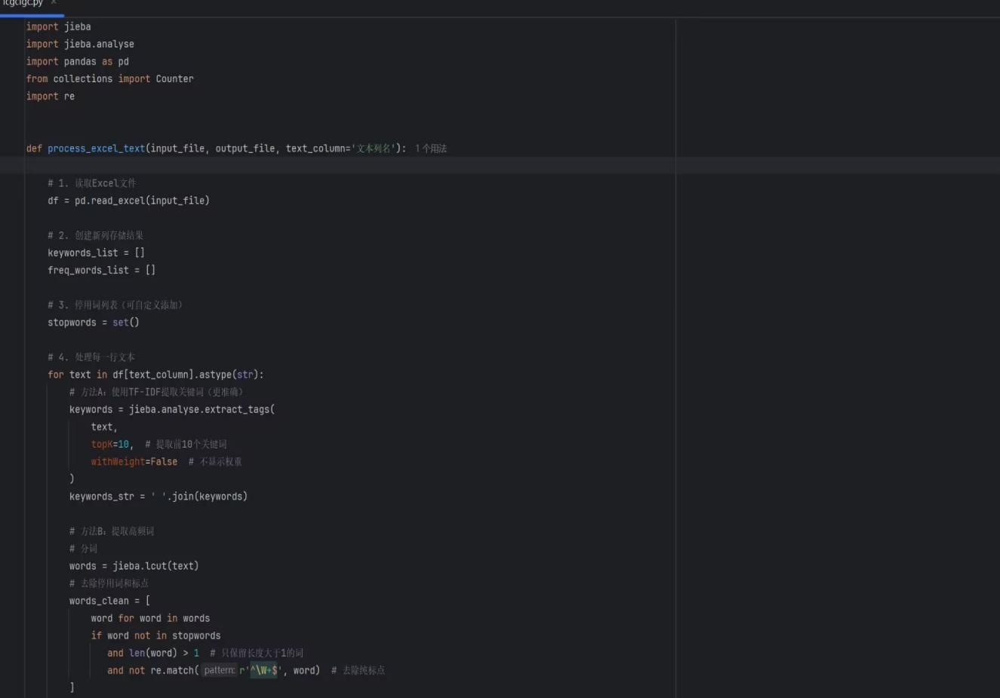 import jieba
import jieba.analyse
import pandas as pd
from collections import Counter
import re
def process_excel_text(input_file, output_file, text_column='文本列名'): 1个用法
# 1. 读取Excel文件
df = pd.read_excel(input_file)
# 2. 创建新列存储结果
keywords_list = []
freq_words_list = []
# 3. 停用词列表（可自定义添加）
stopwords = set()
# 4. 处理每一行文本
for text in df[text_column].astype(str):
# 方法A：使用TF-IDF提取关键词（更准确）
keywords = jieba.analyse.extract_tags(
text,
topK=10, # 提取前10个关键词
withWeight=False # 不显示权重
)
keywords_str = ' '.join(keywords)
# 方法B：提取高频词
# 分词
words = jieba.lcut(text)
# 去除停用词和标点
words_clean = [
word for word in words
if word not in stopwords
and len(word) > 1 # 只保留长度大于1的词
and not re.match( pattern: r'^\W+$', word) # 去除纯标点
]